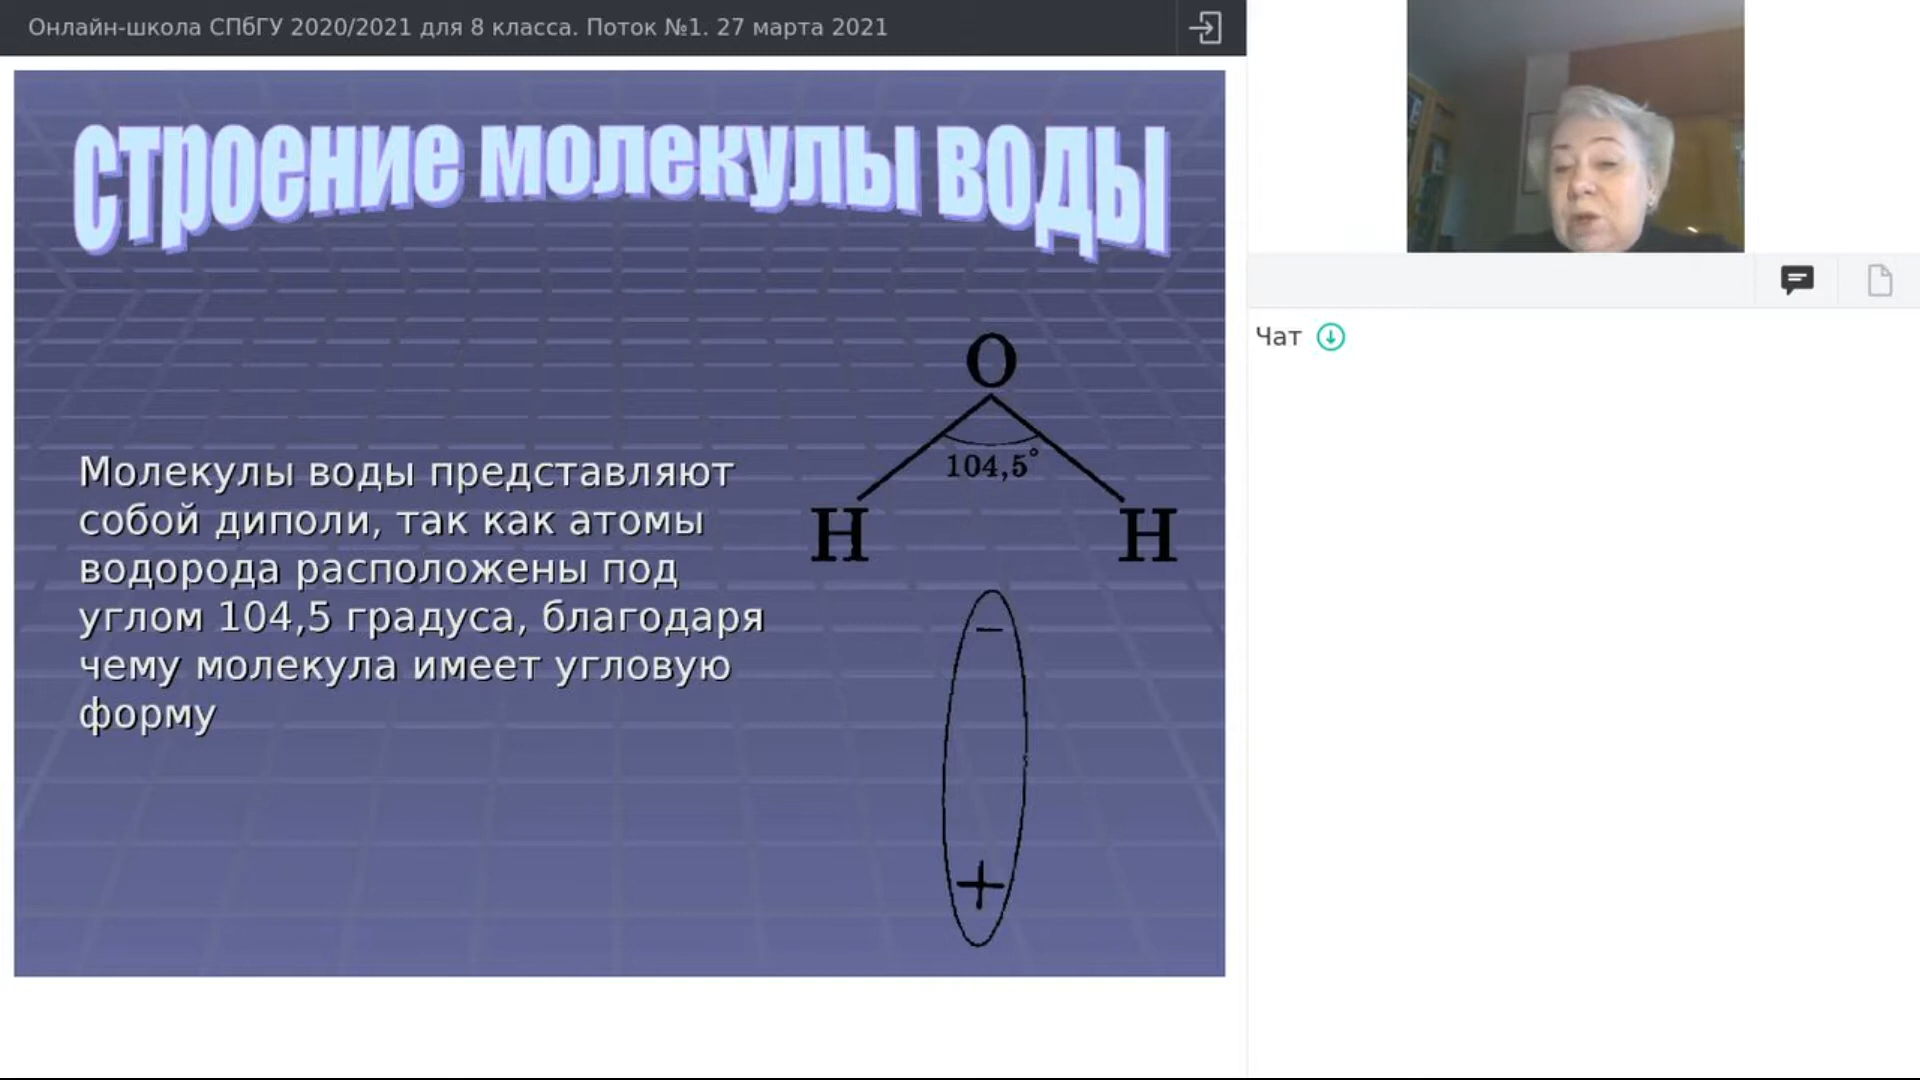 Онлайн-школа СПбГУ 2020/2021 для 8 класса. Поток №1. 27 марта 2021
строение молекулы воды
O
104,5°
H H
Молекулы воды представляют
собой диполи, так как атомы
водорода расположены под
углом 104,5 градуса, благодаря
чему молекула имеет угловую
форму
−
+
Чат